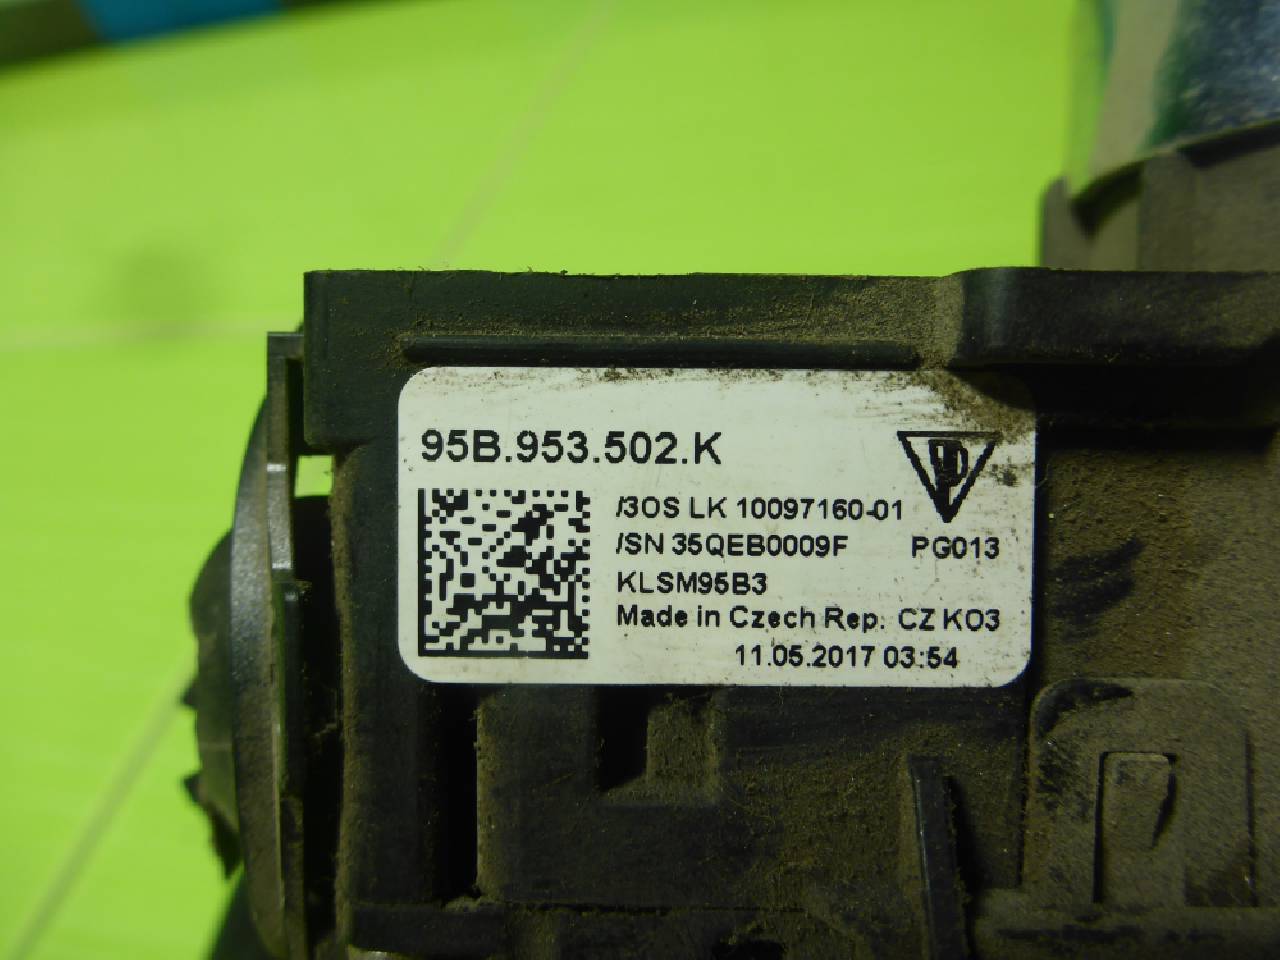 95B.953.502.K
/3OS LK 10097160-01
/SN 35QEB0009F PG013
KLSM95B3
Made in Czech Rep. CZ K03
11.05.2017 03:54